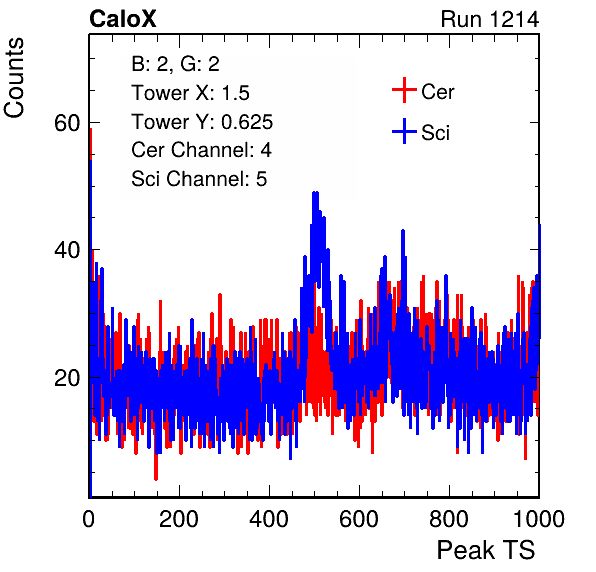 CaloX Run 1214
Counts
B: 2, G: 2
Tower X: 1.5
Tower Y: 0.625
Cer Channel: 4
Sci Channel: 5
Cer
Sci
60
40
20
0 200 400 600 800 1000
Peak TS